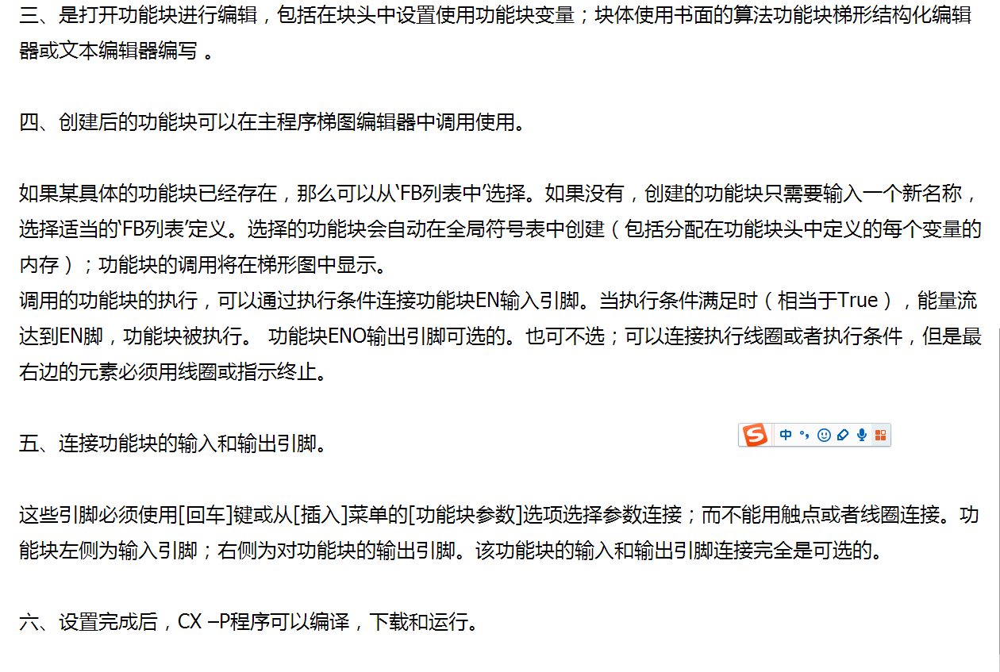 三、是打开功能块进行编辑，包括在块头中设置使用功能块变量；块体使用书面的算法功能块梯形结构化编辑
器或文本编辑器编写 。
四、创建后的功能块可以在主程序梯图编辑器中调用使用。
如果某具体的功能块已经存在，那么可以从‘FB列表中’选择。如果没有，创建的功能块只需要输入一个新名称，
选择适当的‘FB列表’定义。选择的功能块会自动在全局符号表中创建（包括分配在功能块头中定义的每个变量的
内存）；功能块的调用将在梯形图中显示。
调用的功能块的执行，可以通过执行条件连接功能块EN输入引脚。当执行条件满足时（相当于True），能量流
达到EN脚，功能块被执行。 功能块ENO输出引脚可选的。也可不选；可以连接执行线圈或者执行条件，但是最
右边的元素必须用线圈或指示终止。
五、连接功能块的输入和输出引脚。
S 中 °，
这些引脚必须使用[回车]键或从[插入]菜单的[功能块参数]选项选择参数连接；而不能用触点或者线圈连接。功
能块左侧为输入引脚；右侧为对功能块的输出引脚。该功能块的输入和输出引脚连接完全是可选的。
六、设置完成后，CX –P程序可以编译，下载和运行。